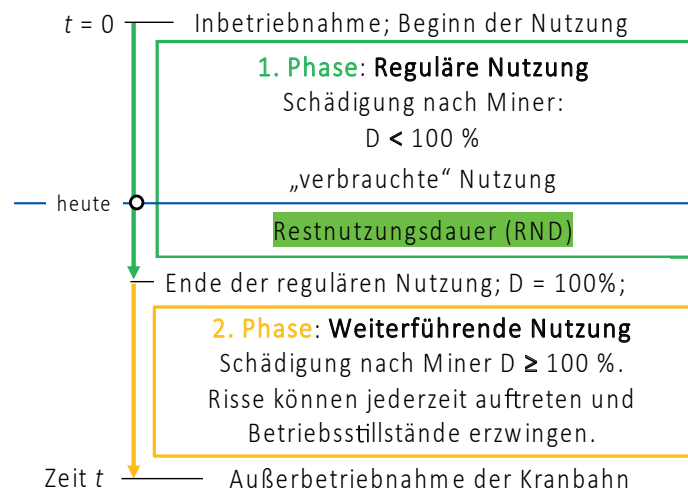 t = 0 Inbetriebnahme; Beginn der Nutzung
1. Phase: Reguläre Nutzung
Schädigung nach Miner:
D < 100 %
„verbrauchte“ Nutzung
heute
Restnutzungsdauer (RND)
Ende der regulären Nutzung; D = 100%;
2. Phase: Weiterführende Nutzung
Schädigung nach Miner D ≥ 100 %.
Risse können jederzeit auftreten und
Betriebsstillstände erzwingen.
Zeit t Außerbetriebnahme der Kranbahn